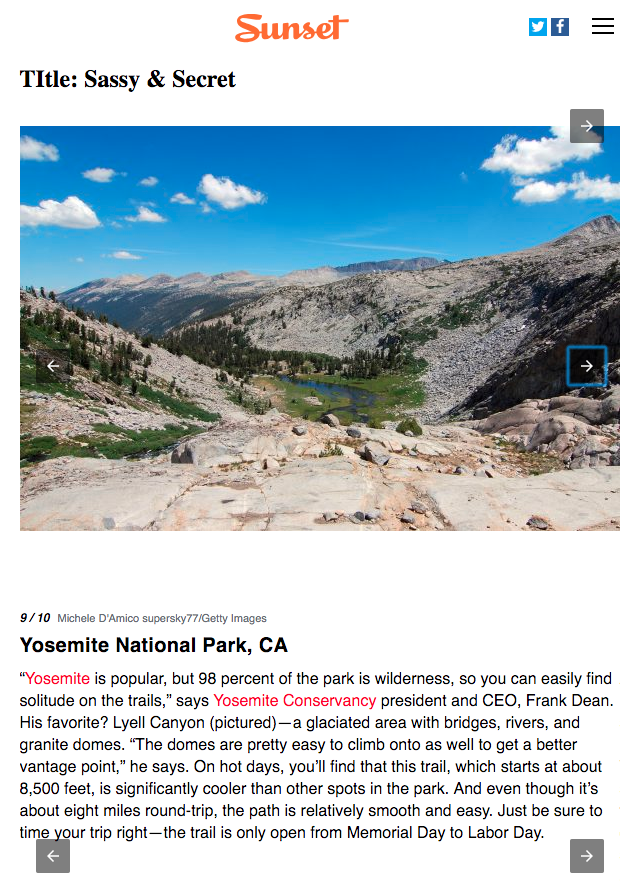 Sunset
TItle: Sassy & Secret
9 / 10 Michele D'Amico supersky77/Getty Images
Yosemite National Park, CA
“Yosemite is popular, but 98 percent of the park is wilderness, so you can easily find
solitude on the trails,” says Yosemite Conservancy president and CEO, Frank Dean.
His favorite? Lyell Canyon (pictured)—a glaciated area with bridges, rivers, and
granite domes. “The domes are pretty easy to climb onto as well to get a better
vantage point,” he says. On hot days, you’ll find that this trail, which starts at about
8,500 feet, is significantly cooler than other spots in the park. And even though it’s
about eight miles round-trip, the path is relatively smooth and easy. Just be sure to
time your trip right—the trail is only open from Memorial Day to Labor Day.